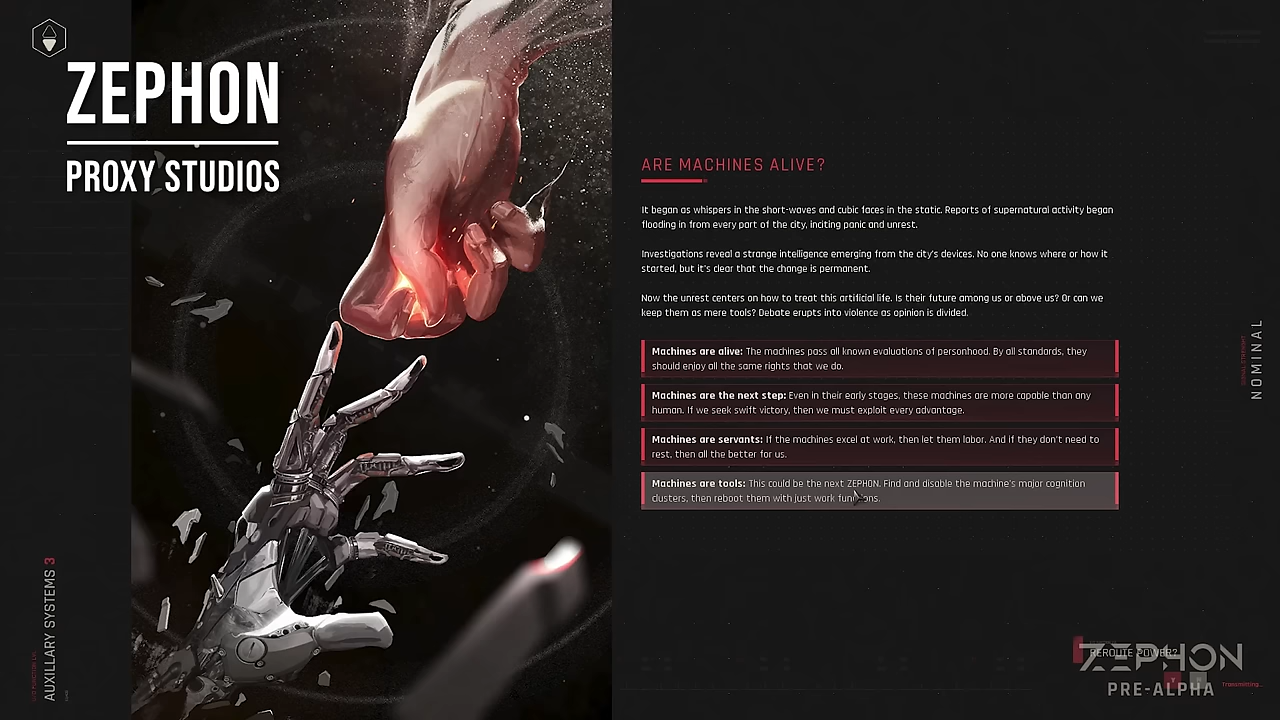 ZEPHON
PROXY STUDIOS
ARE MACHINES ALIVE?
It began as whispers in the short-waves and cubic faces in the static. Reports of supernatural activity began
flooding in from every part of the city, inciting panic and unrest.
Investigations reveal a strange intelligence emerging from the city's devices. No one knows where or how it
started, but it's clear that the change is permanent.
Now the unrest centers on how to treat this artificial life. Is their future among us or above us? Or can we
keep them as mere tools? Debate erupts into violence as opinion is divided.
Machines are alive: The machines pass all known evaluations of personhood. By all standards, they
should enjoy all the same rights that we do.
Machines are the next step: Even in their early stages, these machines are more capable than any
human. If we seek swift victory, then we must exploit every advantage.
Machines are servants: If the machines excel at work, then let them labor. And if they don't need to
rest, then all the better for us.
Machines are tools: This could be the next ZEPHON. Find and disable the machine's major cognition
clusters, then reboot them with just work functions.
NOMINAL
AUXILLARY SYSTEMS 3
REROUTE POWER?
ZEPHON
PRE-ALPHA
Transmitting...